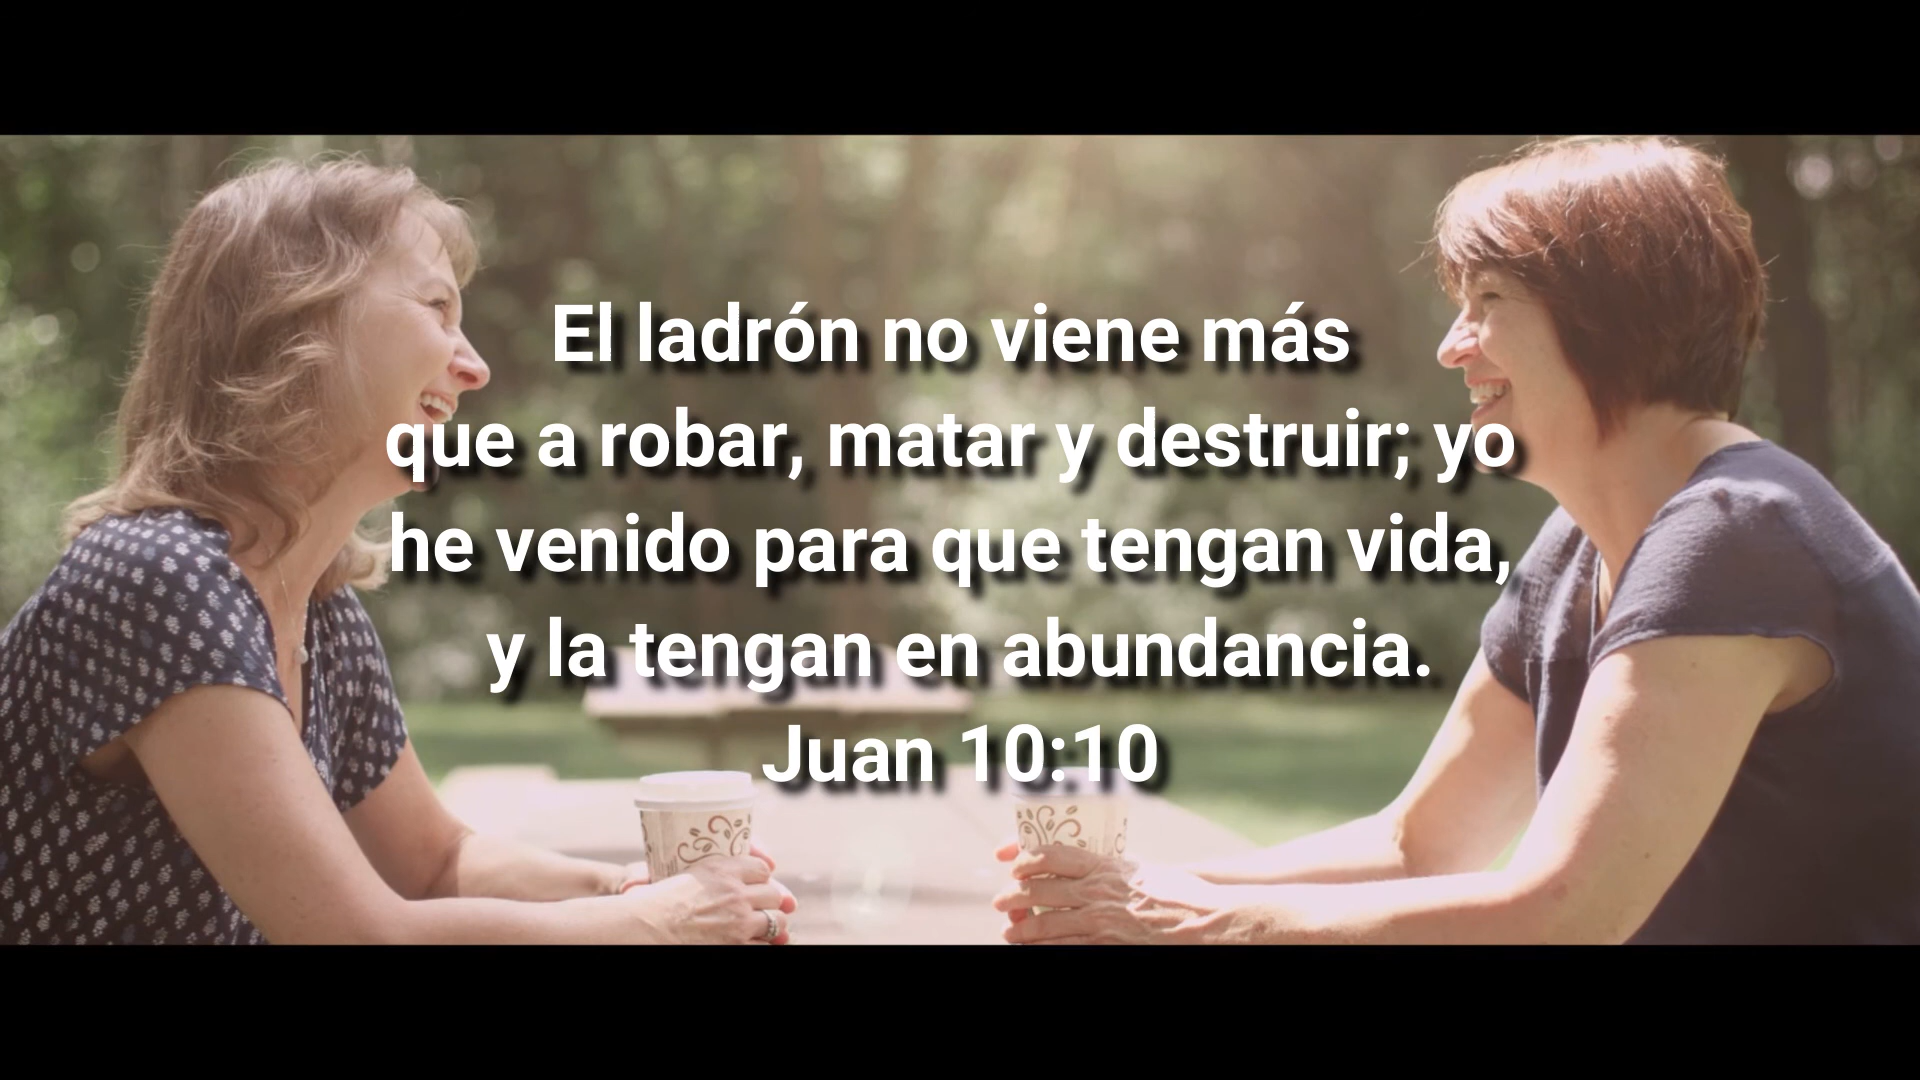 El ladrón no viene más
que a robar, matar y destruir; yo
he venido para que tengan vida,
y la tengan en abundancia.
Juan 10:10